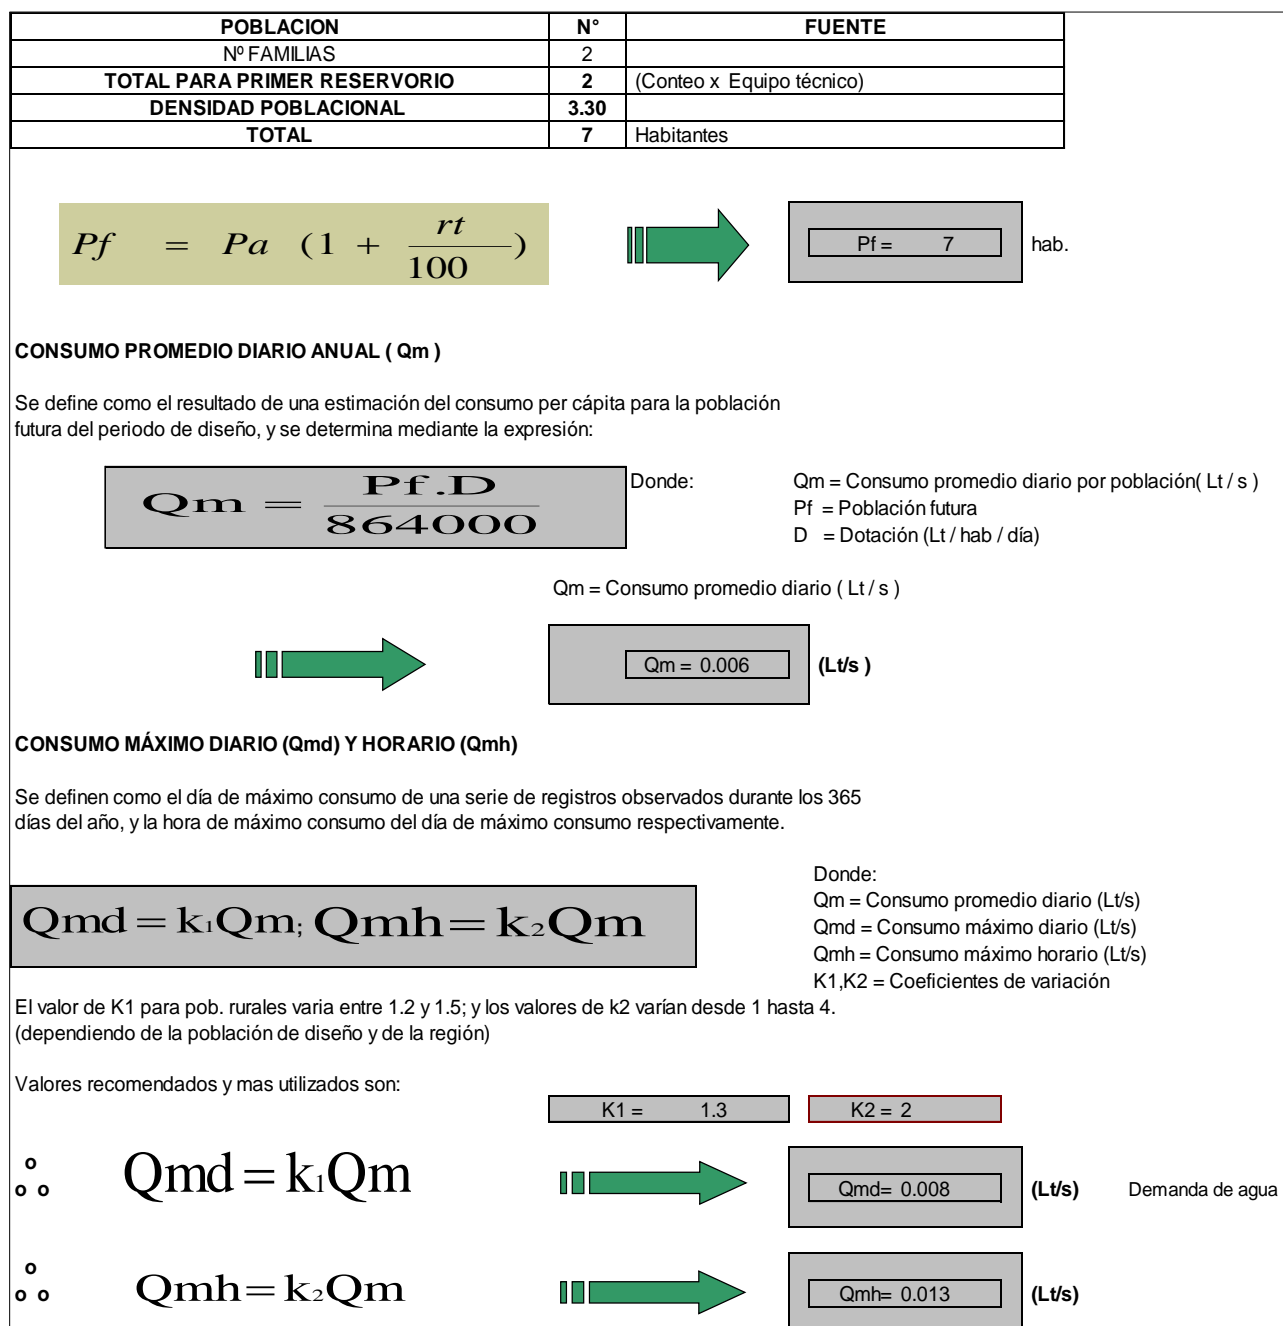 POBLACION N° FUENTE
Nº FAMILIAS 2
TOTAL PARA PRIMER RESERVORIO 2 (Conteo x Equipo técnico)
DENSIDAD POBLACIONAL 3.30
TOTAL 7 Habitantes
Pf = Pa (1 + rt/100)
Pf = 7 hab.
CONSUMO PROMEDIO DIARIO ANUAL ( Qm )
Se define como el resultado de una estimación del consumo per cápita para la población
futura del periodo de diseño, y se determina mediante la expresión:
Qm = Pf.D/864000
Donde: Qm = Consumo promedio diario por población( Lt / s )
Pf = Población futura
D = Dotación (Lt / hab / día)
Qm = Consumo promedio diario ( Lt / s )
Qm = 0.006 (Lt/s )
CONSUMO MÁXIMO DIARIO (Qmd) Y HORARIO (Qmh)
Se definen como el día de máximo consumo de una serie de registros observados durante los 365
días del año, y la hora de máximo consumo del día de máximo consumo respectivamente.
Qmd = k₁Qm; Qmh = k₂Qm
Donde:
Qm = Consumo promedio diario (Lt/s)
Qmd = Consumo máximo diario (Lt/s)
Qmh = Consumo máximo horario (Lt/s)
K1,K2 = Coeficientes de variación
El valor de K1 para pob. rurales varia entre 1.2 y 1.5; y los valores de k2 varían desde 1 hasta 4.
(dependiendo de la población de diseño y de la región)
Valores recomendados y mas utilizados son:
K1 = 1.3 K2 = 2
o
o o Qmd = k₁Qm Qmd= 0.008 (Lt/s) Demanda de agua
o
o o Qmh = k₂Qm Qmh= 0.013 (Lt/s)